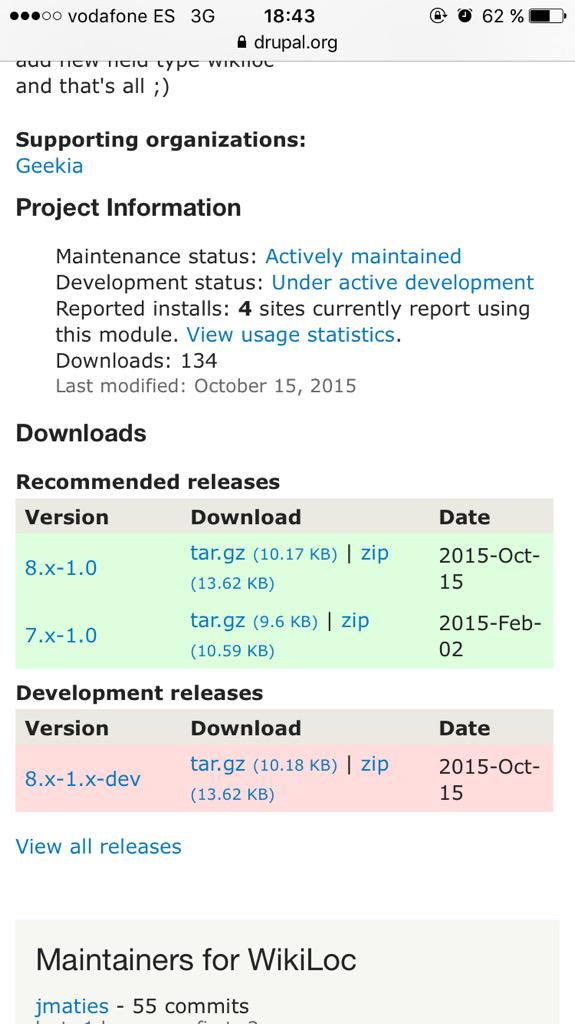 vodafone ES 3G 18:43 62 %
drupal.org
add new field type wikiloc
and that's all ;)
Supporting organizations:
Geekia
Project Information
Maintenance status: Actively maintained
Development status: Under active development
Reported installs: 4 sites currently report using
this module. View usage statistics.
Downloads: 134
Last modified: October 15, 2015
Downloads
Recommended releases
Version Download Date
8.x-1.0 tar.gz (10.17 KB) | zip (13.62 KB) 2015-Oct-15
7.x-1.0 tar.gz (9.6 KB) | zip (10.59 KB) 2015-Feb-02
Development releases
Version Download Date
8.x-1.x-dev tar.gz (10.18 KB) | zip (13.62 KB) 2015-Oct-15
View all releases
Maintainers for WikiLoc
jmaties - 55 commits